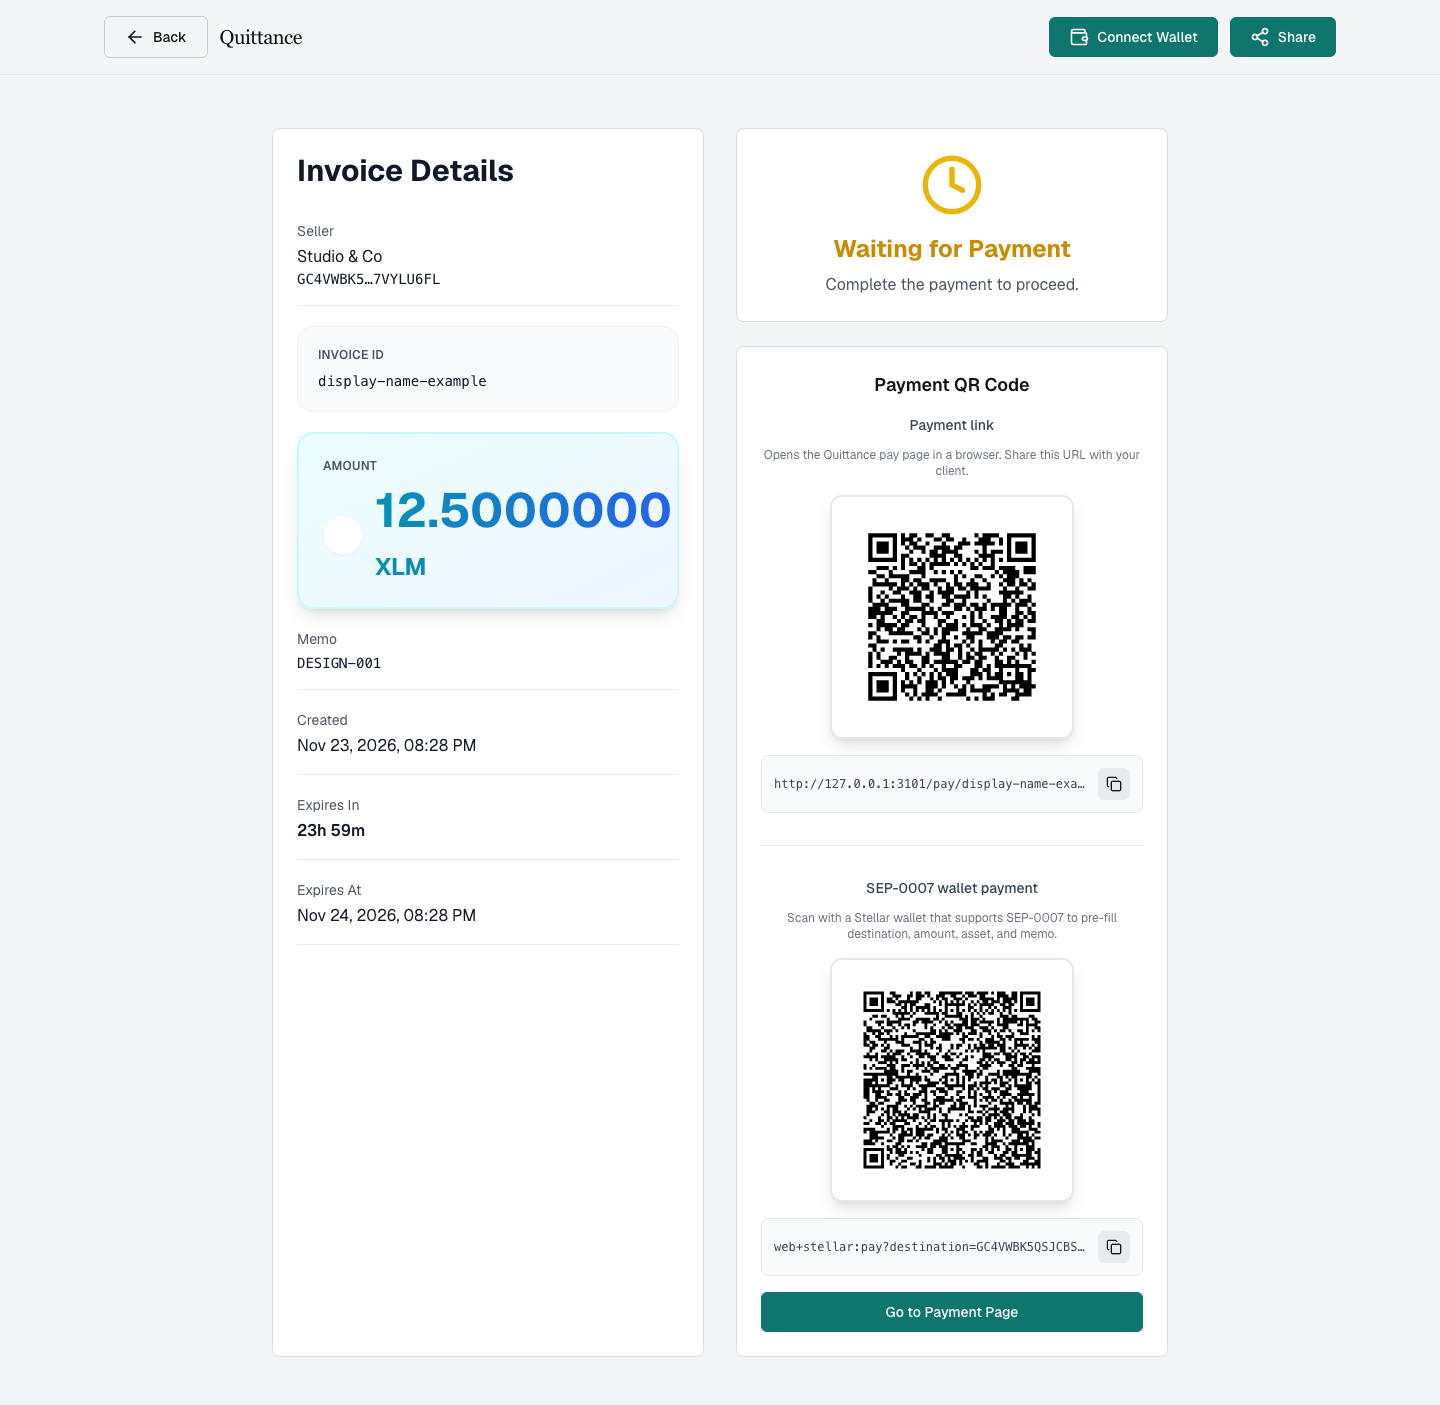 Back
Quittance
Connect Wallet
Share
Invoice Details
Seller
Studio & Co
GC4VWBK5…7VYLU6FL
INVOICE ID
display-name-example
AMOUNT
12.5000000
XLM
Memo
DESIGN-001
Created
Nov 23, 2026, 08:28 PM
Expires In
23h 59m
Expires At
Nov 24, 2026, 08:28 PM
Waiting for Payment
Complete the payment to proceed.
Payment QR Code
Payment link
Opens the Quittance pay page in a browser. Share this URL with your
client.
http://127.0.0.1:3101/pay/display-name-exa…
SEP-0007 wallet payment
Scan with a Stellar wallet that supports SEP-0007 to pre-fill
destination, amount, asset, and memo.
web+stellar:pay?destination=GC4VWBK5QSJCBS…
Go to Payment Page